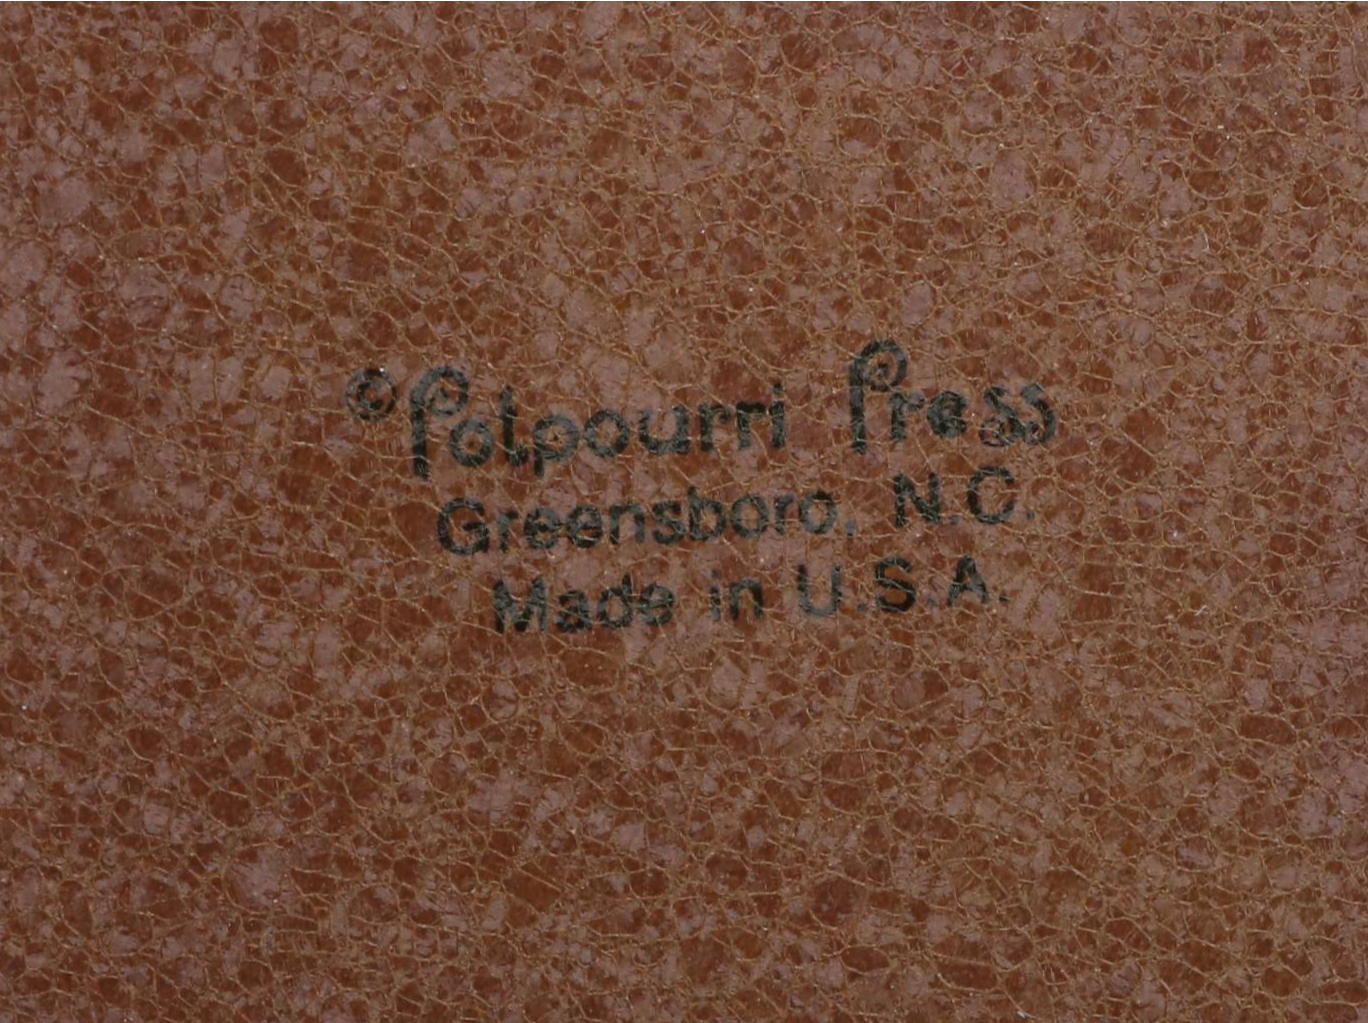 ©Potpourri Press
Greensboro, N.C.
Made in U.S.A.